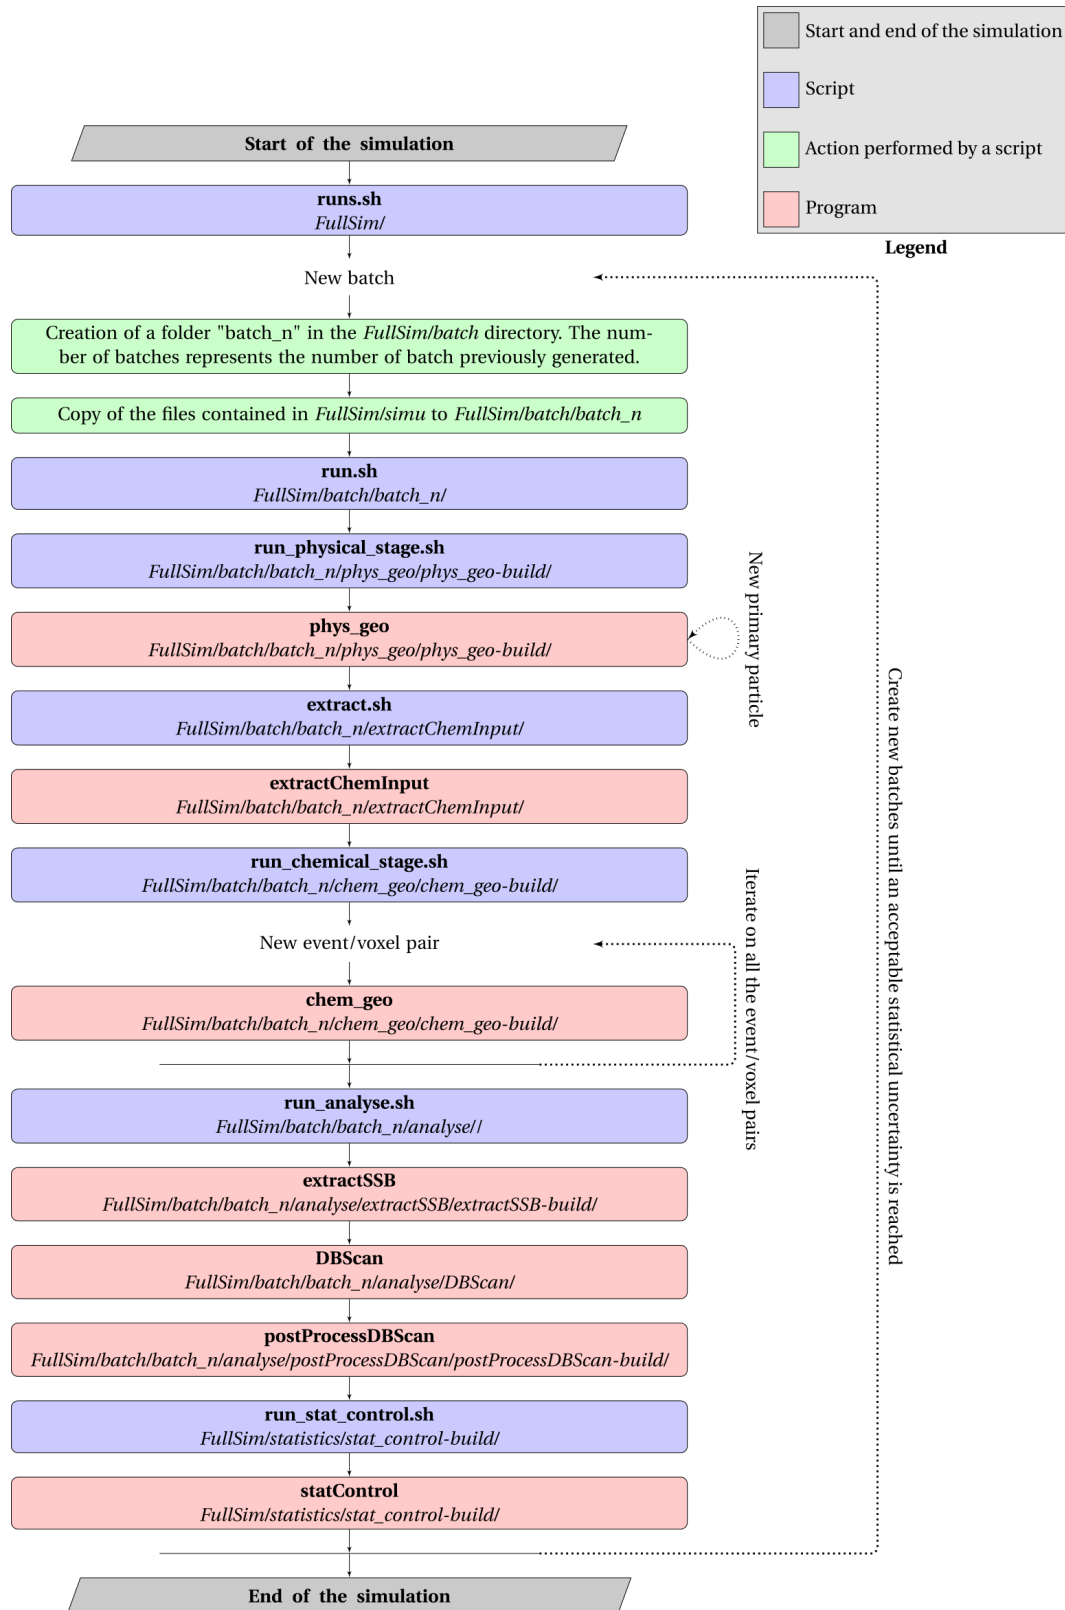 Start and end of the simulation
Script
Action performed by a script
Program
Legend
Start of the simulation
runs.sh
FullSim/
New batch
Creation of a folder "batch_n" in the FullSim/batch directory. The num-
ber of batches represents the number of batch previously generated.
Copy of the files contained in FullSim/simu to FullSim/batch/batch_n
run.sh
FullSim/batch/batch_n/
run_physical_stage.sh
FullSim/batch/batch_n/phys_geo/phys_geo-build/
phys_geo
FullSim/batch/batch_n/phys_geo/phys_geo-build/
New primary particle
extract.sh
FullSim/batch/batch_n/extractChemInput/
extractChemInput
FullSim/batch/batch_n/extractChemInput/
run_chemical_stage.sh
FullSim/batch/batch_n/chem_geo/chem_geo-build/
New event/voxel pair
chem_geo
FullSim/batch/batch_n/chem_geo/chem_geo-build/
Iterate on all the event/voxel pairs
run_analyse.sh
FullSim/batch/batch_n/analyse//
extractSSB
FullSim/batch/batch_n/analyse/extractSSB/extractSSB-build/
DBScan
FullSim/batch/batch_n/analyse/DBScan/
postProcessDBScan
FullSim/batch/batch_n/analyse/postProcessDBScan/postProcessDBScan-build/
run_stat_control.sh
FullSim/statistics/stat_control-build/
statControl
FullSim/statistics/stat_control-build/
Create new batches until an acceptable statistical uncertainty is reached
End of the simulation